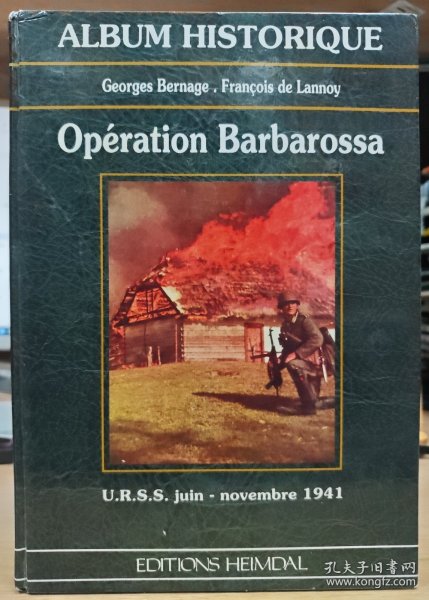 ALBUM HISTORIQUE
Georges Bernage . François de Lannoy
Opération Barbarossa
U.R.S.S. juin - novembre 1941
EDITIONS HEIMDAL
孔夫子旧书网
www.kongfz.com